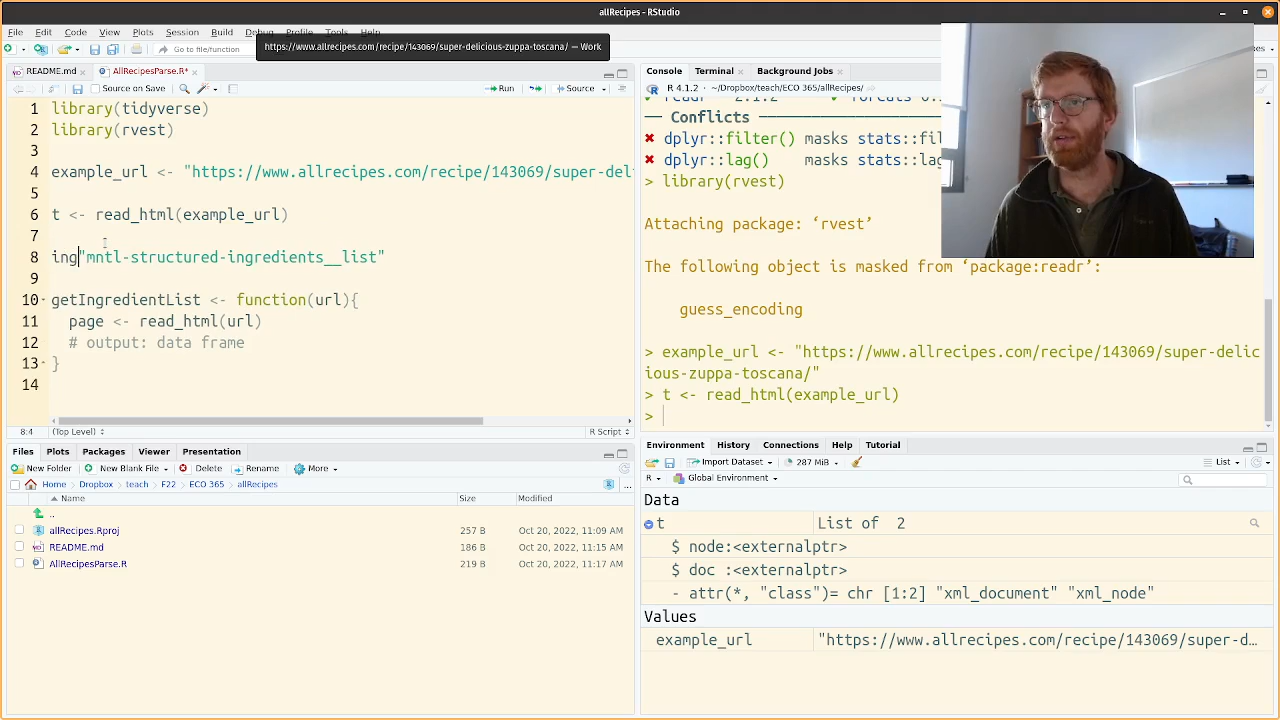 allRecipes - RStudio
File Edit Code View Plots Session Build Debug Profile Tools Help
https://www.allrecipes.com/recipe/143069/super-delicious-zuppa-toscana/ — Work
Go to file/function
README.md AllRecipesParse.R*
Source on Save Run Source
1 library(tidyverse)
2 library(rvest)
3
4 example_url <- "https://www.allrecipes.com/recipe/143069/super-del
5
6 t <- read_html(example_url)
7
8 ing"mntl-structured-ingredients__list"
9
10 getIngredientList <- function(url){
11 page <- read_html(url)
12 # output: data frame
13 }
14
8:4 (Top Level) R Script
Console Terminal Background Jobs
R 4.1.2 · ~/Dropbox/teach/ECO 365/allRecipes/
✔ readr 2.1.2 ✔ forcats 0.
── Conflicts
✖ dplyr::filter() masks stats::fil
✖ dplyr::lag() masks stats::lag
> library(rvest)
Attaching package: ‘rvest’
The following object is masked from ‘package:readr’:
guess_encoding
> example_url <- "https://www.allrecipes.com/recipe/143069/super-delic
ious-zuppa-toscana/"
> t <- read_html(example_url)
>
Files Plots Packages Viewer Presentation
New Folder New Blank File Delete Rename More
Home Dropbox teach F22 ECO 365 allRecipes
Name Size Modified
..
allRecipes.Rproj 257 B Oct 20, 2022, 11:09 AM
README.md 186 B Oct 20, 2022, 11:15 AM
AllRecipesParse.R 219 B Oct 20, 2022, 11:17 AM
Environment History Connections Help Tutorial
Import Dataset 287 MiB List
R Global Environment
Data
t List of 2
$ node:<externalptr>
$ doc :<externalptr>
- attr(*, "class")= chr [1:2] "xml_document" "xml_node"
Values
example_url "https://www.allrecipes.com/recipe/143069/super-d…